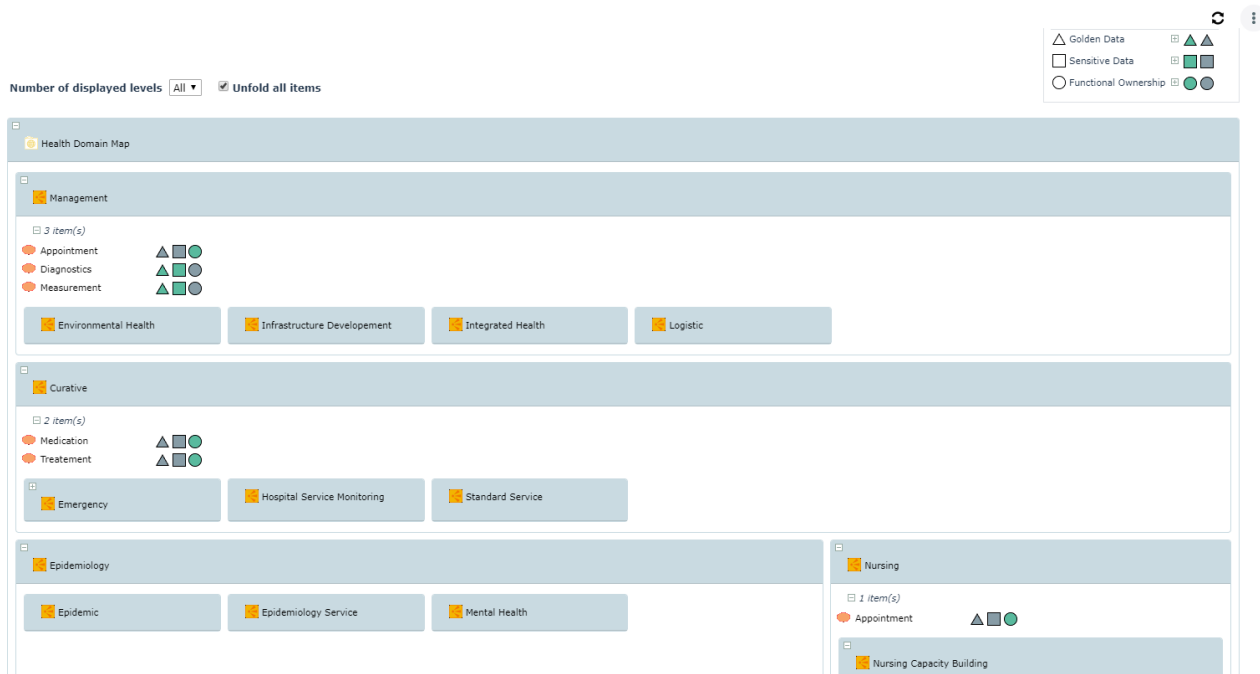 Golden Data
Sensitive Data
Functional Ownership
Number of displayed levels All Unfold all items
Health Domain Map
Management
3 item(s)
Appointment
Diagnostics
Measurement
Environmental Health
Infrastructure Developement
Integrated Health
Logistic
Curative
2 item(s)
Medication
Treatement
Emergency
Hospital Service Monitoring
Standard Service
Epidemiology
Epidemic
Epidemiology Service
Mental Health
Nursing
1 item(s)
Appointment
Nursing Capacity Building